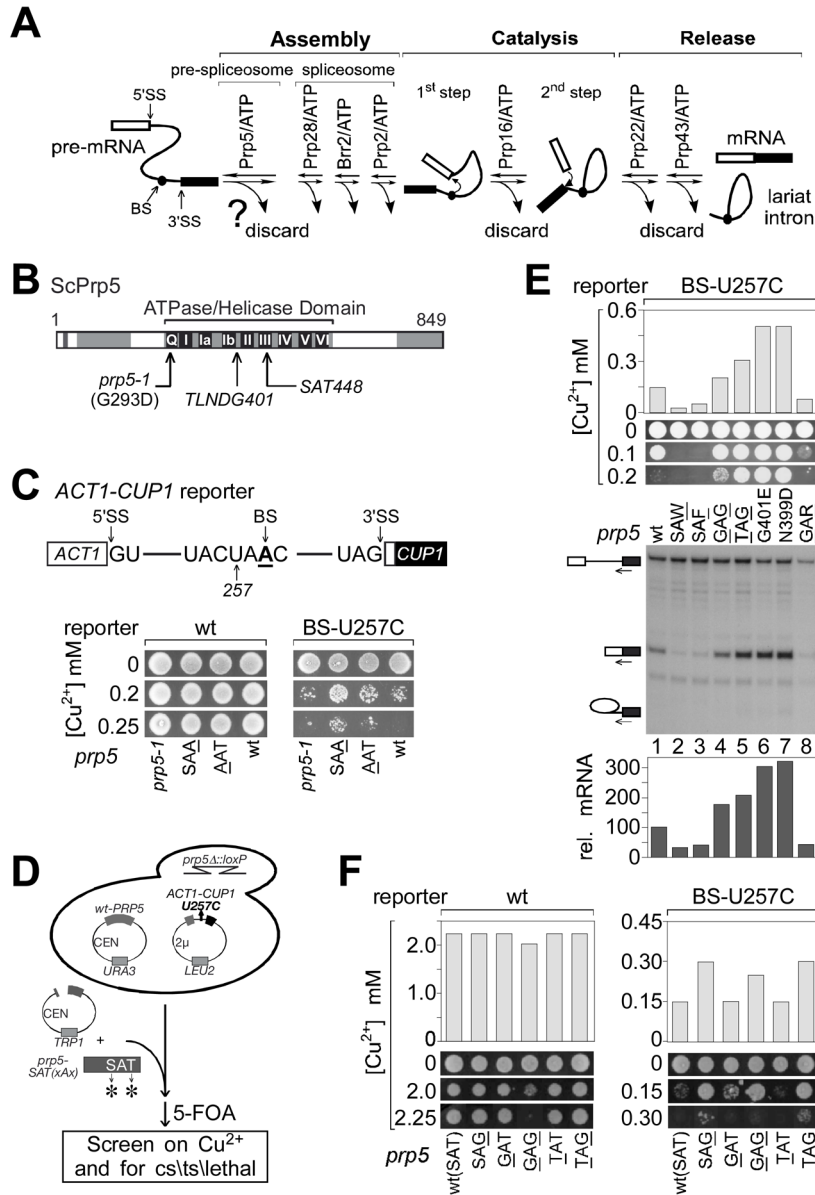 A
Assembly
Catalysis
Release
pre-spliceosome
spliceosome
1st step
2nd step
5'SS
pre-mRNA
BS
3'SS
Prp5/ATP
Prp28/ATP
Brr2/ATP
Prp2/ATP
Prp16/ATP
Prp22/ATP
Prp43/ATP
mRNA
lariat
intron
?
discard
discard
discard
discard
B
ScPrp5
ATPase/Helicase Domain
1
849
Q I Ia Ib II III IV V VI
prp5-1
(G293D)
TLNDG401
SAT448
C
ACT1-CUP1 reporter
5'SS
BS
3'SS
ACT1
GU
UACUAAC
UAG
CUP1
257
reporter
wt
BS-U257C
[Cu2+] mM
0
0.2
0.25
prp5
prp5-1
SAA
AAT
wt
prp5-1
SAA
AAT
wt
D
prp5Δ::loxP
ACT1-CUP1
U257C
wt-PRP5
CEN
URA3
2μ
LEU2
CEN
TRP1
+
prp5-
SAT(xAx)
SAT
* *
5-FOA
Screen on Cu2+
and for cs\ts\lethal
E
reporter
BS-U257C
[Cu2+] mM
0.6
0.3
0
0
0.1
0.2
prp5
wt
SAW
SAF
GAG
TAG
G401E
N399D
GAR
1 2 3 4 5 6 7 8
rel. mRNA
300
200
100
0
F
reporter
wt
BS-U257C
[Cu2+] mM
2.0
1.0
0
0
2.0
2.25
0.45
0.30
0.15
0
0
0.15
0.30
prp5
wt(SAT)
SAG
GAT
GAG
TAT
TAG
wt(SAT)
SAG
GAT
GAG
TAT
TAG